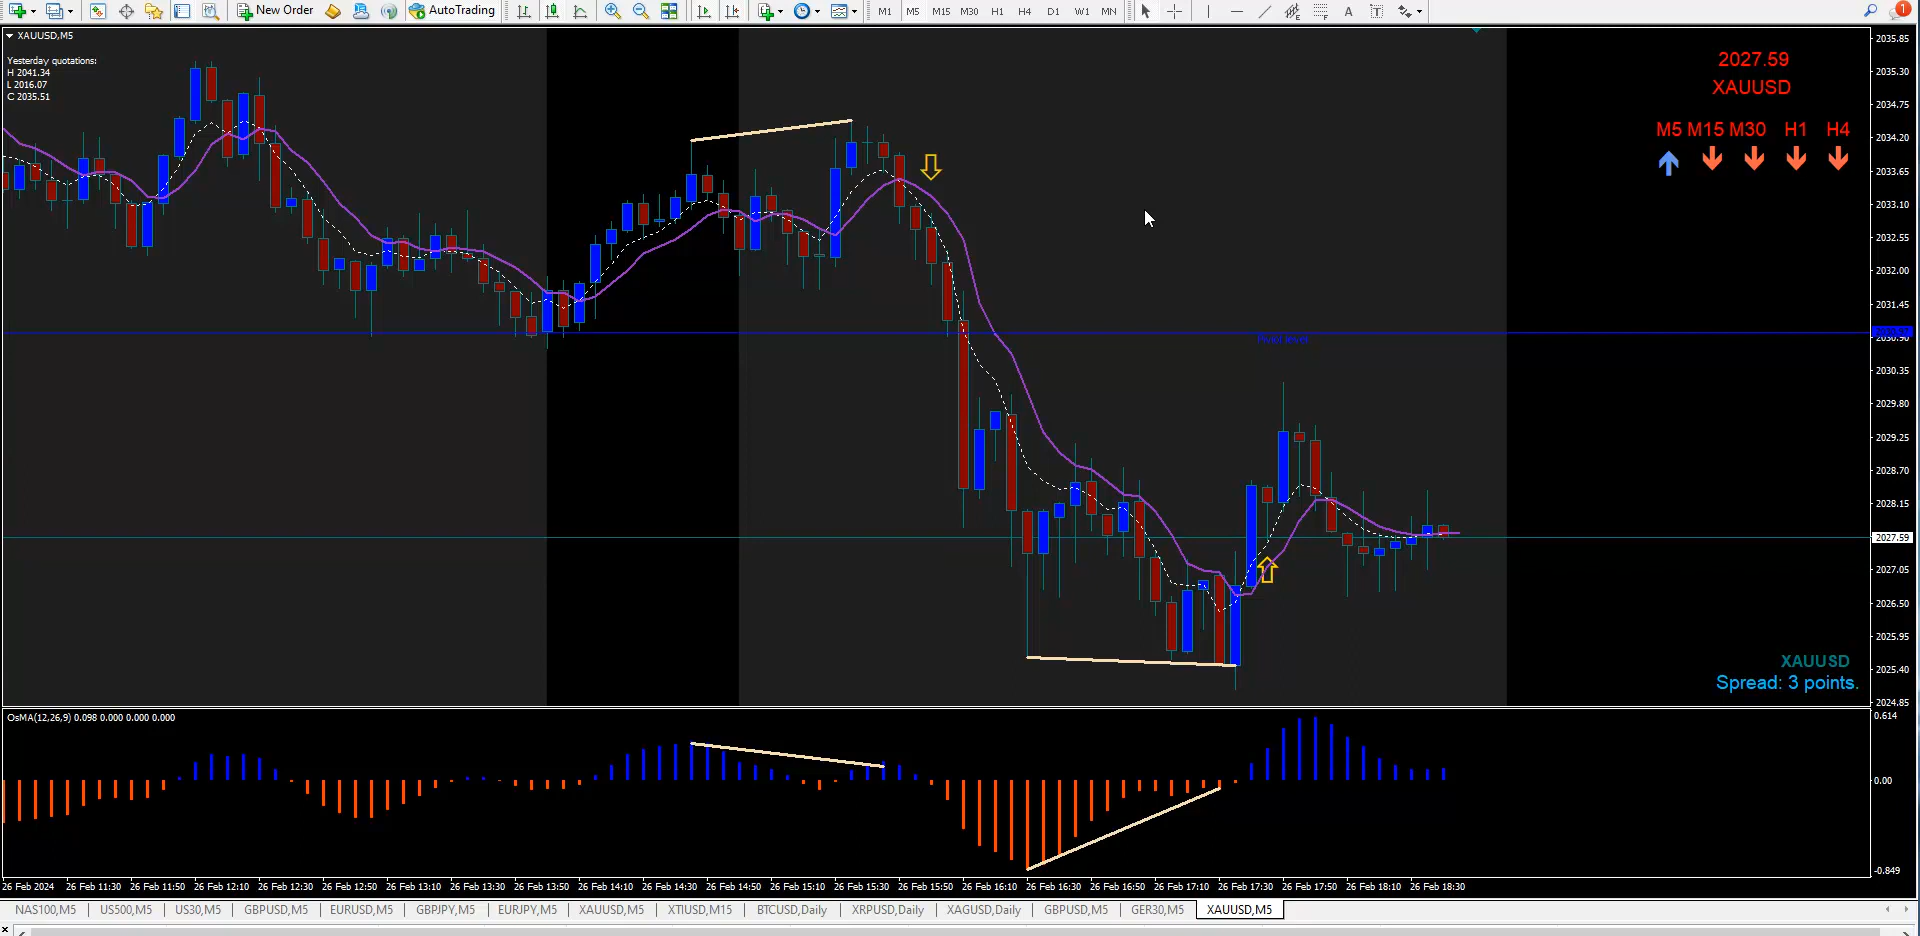 New Order AutoTrading M1 M5 M15 M30 H1 H4 D1 W1 MN A T 1
XAUUSD,M5
Yesterday quotations:
H 2041.34
L 2016.07
C 2035.51
2027.59
XAUUSD
M5 M15 M30 H1 H4
Pivot level
XAUUSD
Spread: 3 points.
2035.85
2035.30
2034.75
2034.20
2033.65
2033.10
2032.55
2032.00
2031.45
2030.90
2030.35
2029.80
2029.25
2028.70
2028.15
2027.59
2027.05
2026.50
2025.95
2025.40
2024.85
OsMA(12,26,9) 0.098 0.000 0.000 0.000
0.614
0.00
-0.849
26 Feb 2024 26 Feb 11:30 26 Feb 11:50 26 Feb 12:10 26 Feb 12:30 26 Feb 12:50 26 Feb 13:10 26 Feb 13:30 26 Feb 13:50 26 Feb 14:10 26 Feb 14:30 26 Feb 14:50 26 Feb 15:10 26 Feb 15:30 26 Feb 15:50 26 Feb 16:10 26 Feb 16:30 26 Feb 16:50 26 Feb 17:10 26 Feb 17:30 26 Feb 17:50 26 Feb 18:10 26 Feb 18:30
NAS100,M5 US500,M5 US30,M5 GBPUSD,M5 EURUSD,M5 GBPJPY,M5 EURJPY,M5 XAUUSD,M5 XTIUSD,M15 BTCUSD,Daily XRPUSD,Daily XAGUSD,Daily GBPUSD,M5 GER30,M5 XAUUSD,M5